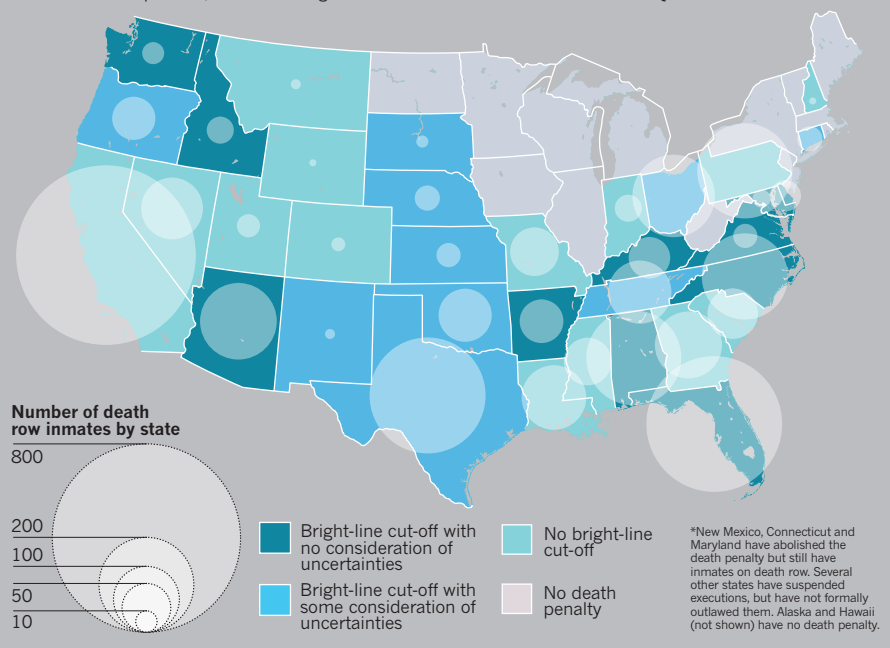 Number of death
row inmates by state
800
200
100
50
10
Bright-line cut-off with
no consideration of
uncertainties
Bright-line cut-off with
some consideration of
uncertainties
No bright-line
cut-off
No death
penalty
*New Mexico, Connecticut and
Maryland have abolished the
death penalty but still have
inmates on death row. Several
other states have suspended
executions, but have not formally
outlawed them. Alaska and Hawaii
(not shown) have no death penalty.